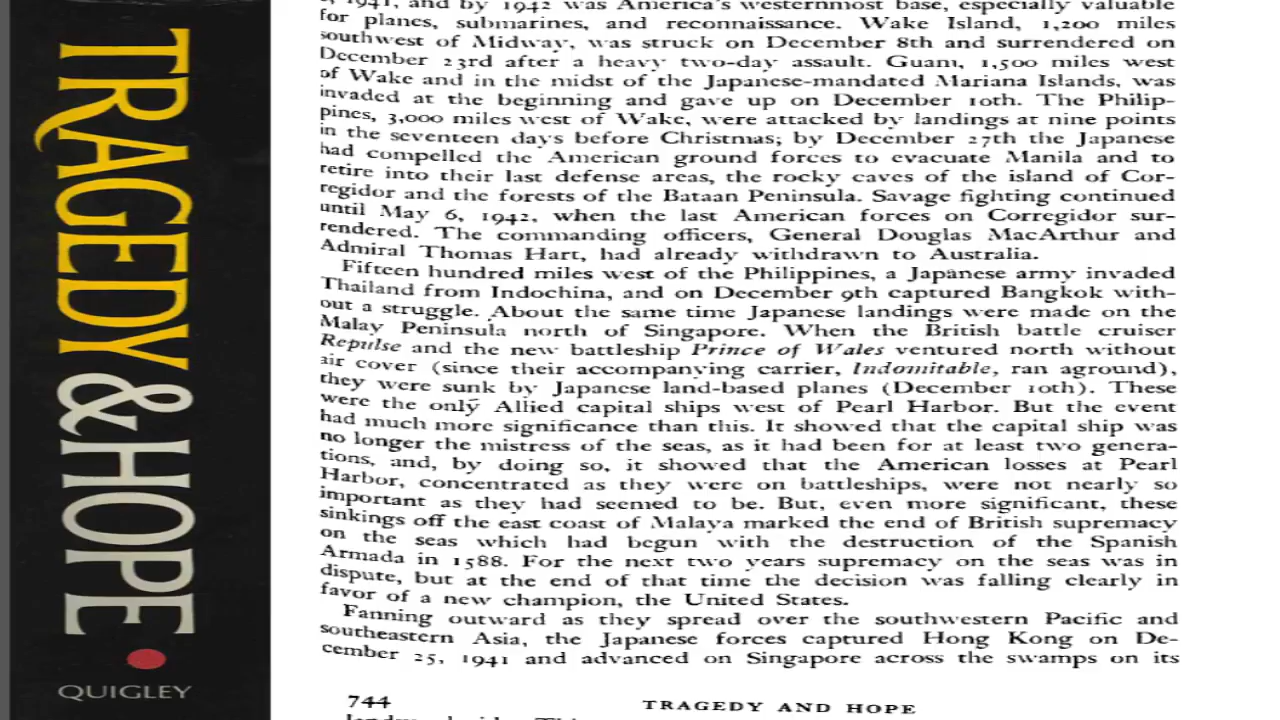 TRAGEDY & HOPE
QUIGLEY
1941, and by 1942 was America's westernmost base, especially valuable
for planes, submarines, and reconnaissance. Wake Island, 1,200 miles
southwest of Midway, was struck on December 8th and surrendered on
December 23rd after a heavy two-day assault. Guam, 1,500 miles west
of Wake and in the midst of the Japanese-mandated Mariana Islands, was
invaded at the beginning and gave up on December 10th. The Philip-
pines, 3,000 miles west of Wake, were attacked by landings at nine points
in the seventeen days before Christmas; by December 27th the Japanese
had compelled the American ground forces to evacuate Manila and to
retire into their last defense areas, the rocky caves of the island of Cor-
regidor and the forests of the Bataan Peninsula. Savage fighting continued
until May 6, 1942, when the last American forces on Corregidor sur-
rendered. The commanding officers, General Douglas MacArthur and
Admiral Thomas Hart, had already withdrawn to Australia.
Fifteen hundred miles west of the Philippines, a Japanese army invaded
Thailand from Indochina, and on December 9th captured Bangkok with-
out a struggle. About the same time Japanese landings were made on the
Malay Peninsula north of Singapore. When the British battle cruiser
Repulse and the new battleship Prince of Wales ventured north without
air cover (since their accompanying carrier, Indomitable, ran aground),
they were sunk by Japanese land-based planes (December 10th). These
were the only Allied capital ships west of Pearl Harbor. But the event
had much more significance than this. It showed that the capital ship was
no longer the mistress of the seas, as it had been for at least two genera-
tions, and, by doing so, it showed that the American losses at Pearl
Harbor, concentrated as they were on battleships, were not nearly so
important as they had seemed to be. But, even more significant, these
sinkings off the east coast of Malaya marked the end of British supremacy
on the seas which had begun with the destruction of the Spanish
Armada in 1588. For the next two years supremacy on the seas was in
dispute, but at the end of that time the decision was falling clearly in
favor of a new champion, the United States.
Fanning outward as they spread over the southwestern Pacific and
southeastern Asia, the Japanese forces captured Hong Kong on De-
cember 25, 1941 and advanced on Singapore across the swamps on its
744 TRAGEDY AND HOPE